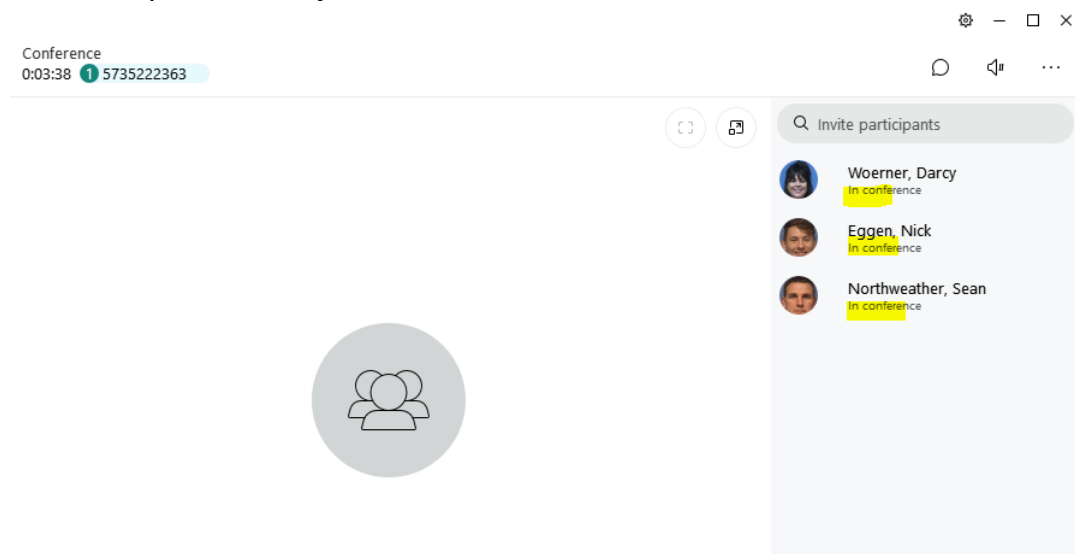 Conference
0:03:38 1 5735222363
Invite participants
Woerner, Darcy
In conference
Eggen, Nick
In conference
Northweather, Sean
In conference